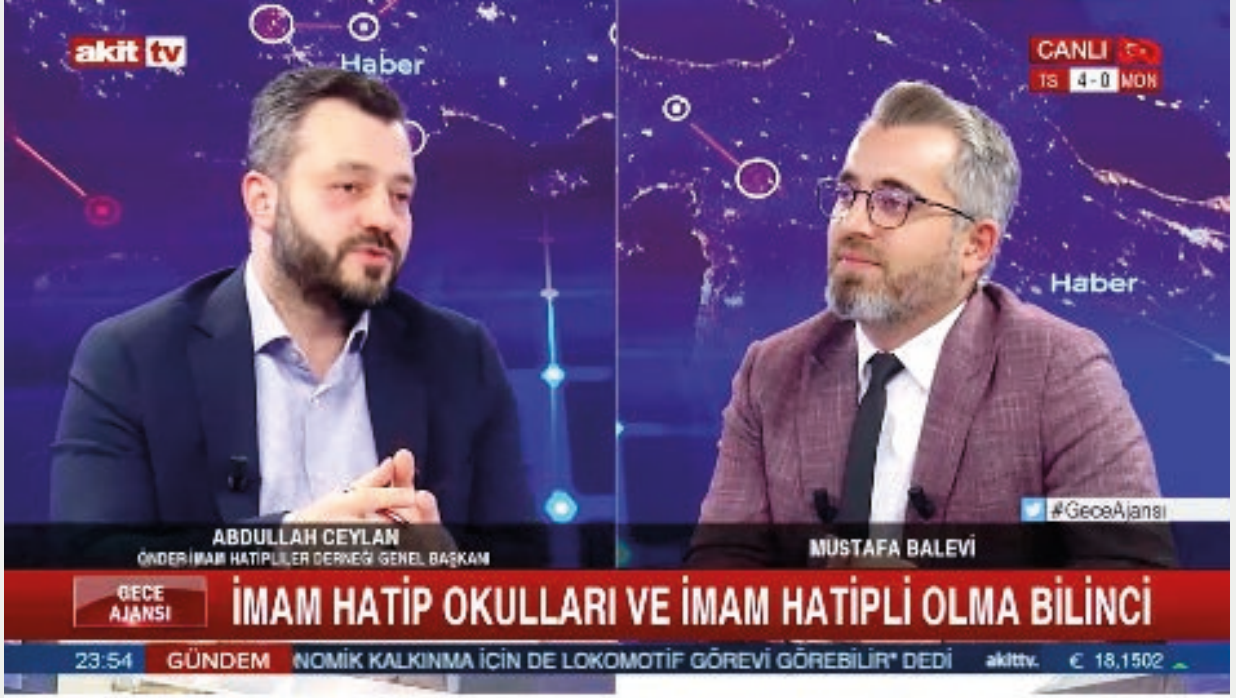 akit tv
Haber
CANLI
TS 4-0 MON
Haber
#GeceAjansı
ABDULLAH CEYLAN
ÖNDER İMAM HATİPLİLER DERNEĞİ GENEL BAŞKANI
MUSTAFA BALEVİ
GECE
AJANSI
İMAM HATİP OKULLARI VE İMAM HATİPLİ OLMA BİLİNCİ
23:54 GÜNDEM NOMİK KALKINMA İÇİN DE LOKOMOTİF GÖREVİ GÖREBİLİR" DEDİ akittv. € 18,1502